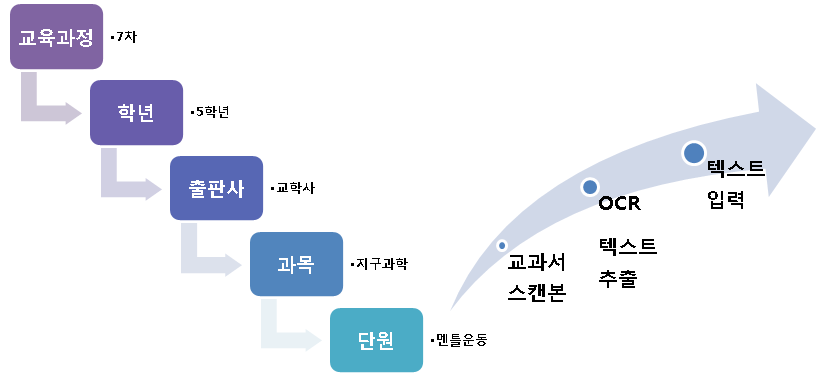 교육과정
•7차
학년
•5학년
출판사
•교학사
과목
•지구과학
단원
•멘틀운동
교과서
스캔본
OCR
텍스트
추출
텍스트
입력